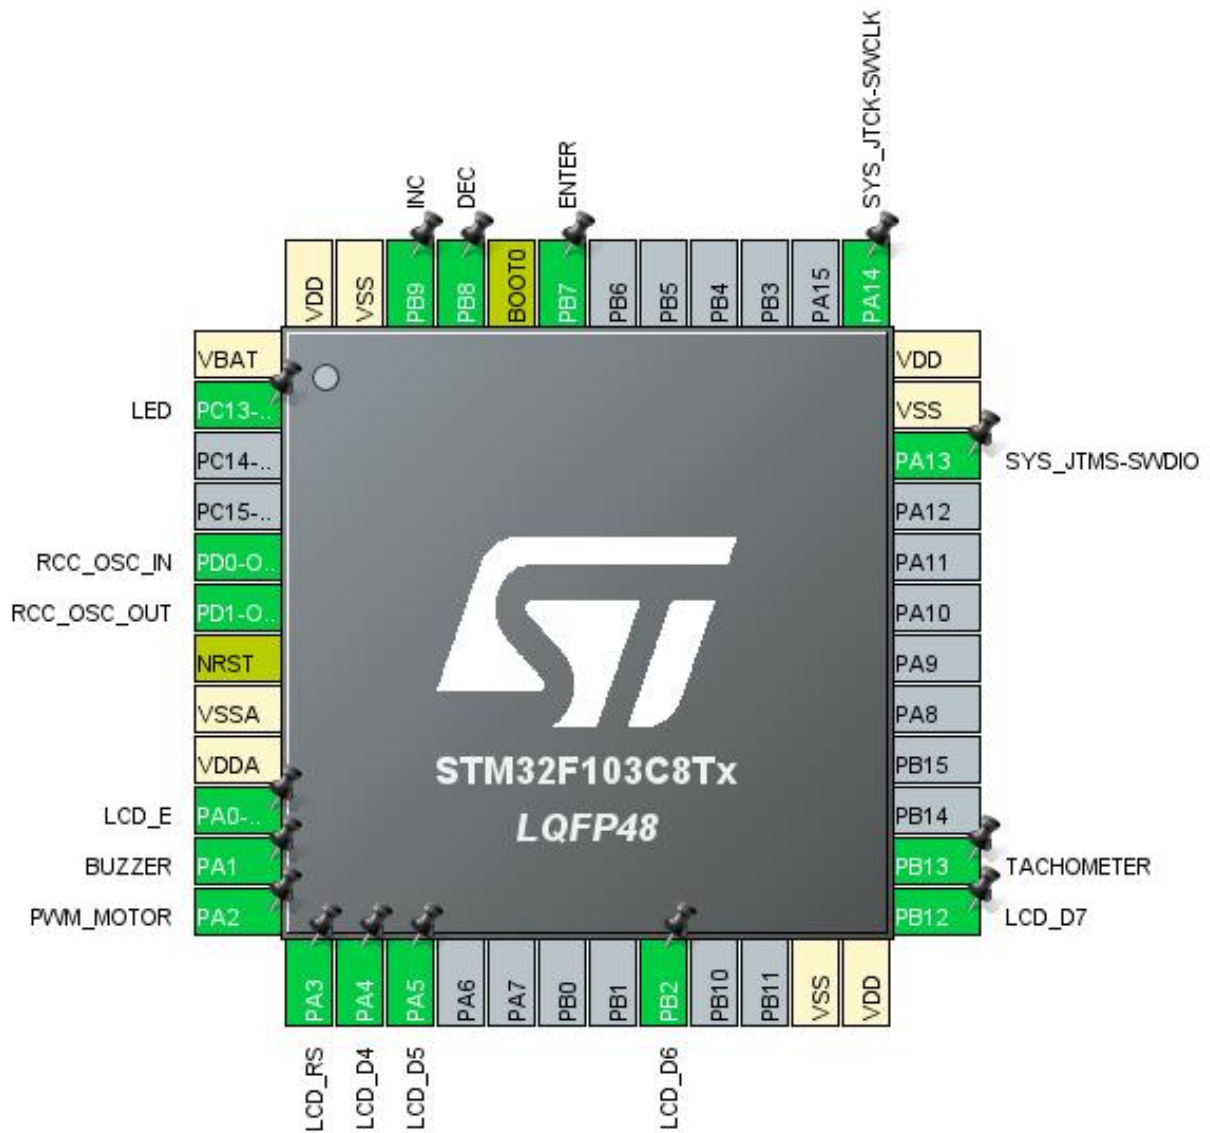 SYS_JTCK-SWCLK
INC
DEC
ENTER
VDD
VSS
PB9
PB8
BOOT0
PB7
PB6
PB5
PB4
PB3
PA15
PA14
VBAT
LED
PC13-..
PC14-..
PC15-..
RCC_OSC_IN
PD0-O..
RCC_OSC_OUT
PD1-O..
NRST
VSSA
VDDA
LCD_E
PA0-..
BUZZER
PA1
PWM_MOTOR
PA2
ST
STM32F103C8Tx
LQFP48
VDD
VSS
PA13
SYS_JTMS-SWDIO
PA12
PA11
PA10
PA9
PA8
PB15
PB14
PB13
TACHOMETER
PB12
LCD_D7
PA3
PA4
PA5
PA6
PA7
PB0
PB1
PB2
PB10
PB11
VSS
VDD
LCD_RS
LCD_D4
LCD_D5
LCD_D6